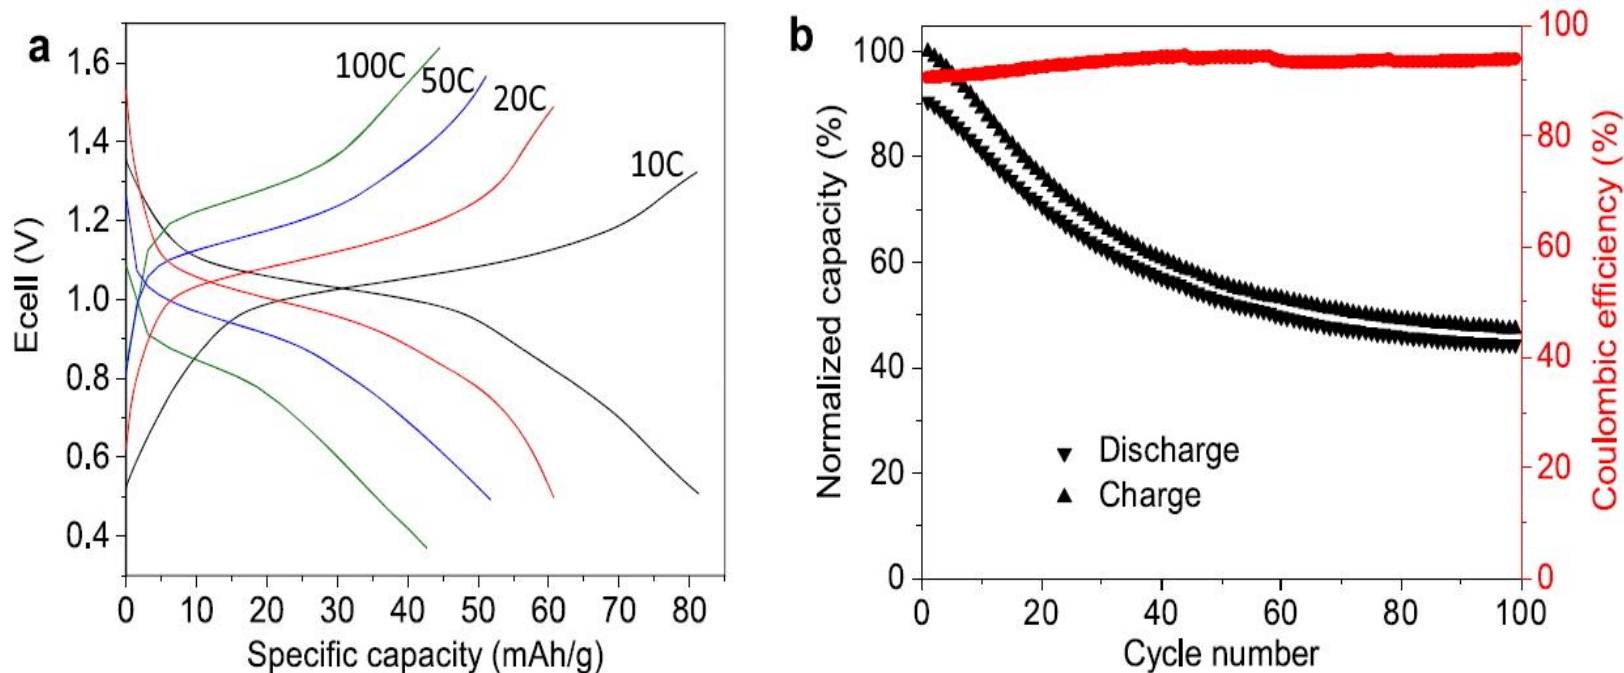 a
1.6
1.4
1.2
1.0
0.8
0.6
0.4
Ecell (V)
100C
50C
20C
10C
0 10 20 30 40 50 60 70 80
Specific capacity (mAh/g)
b
100
80
60
40
20
0
Normalized capacity (%)
Discharge
Charge
0 20 40 60 80 100
Cycle number
100
80
60
40
20
0
Coulombic efficiency (%)